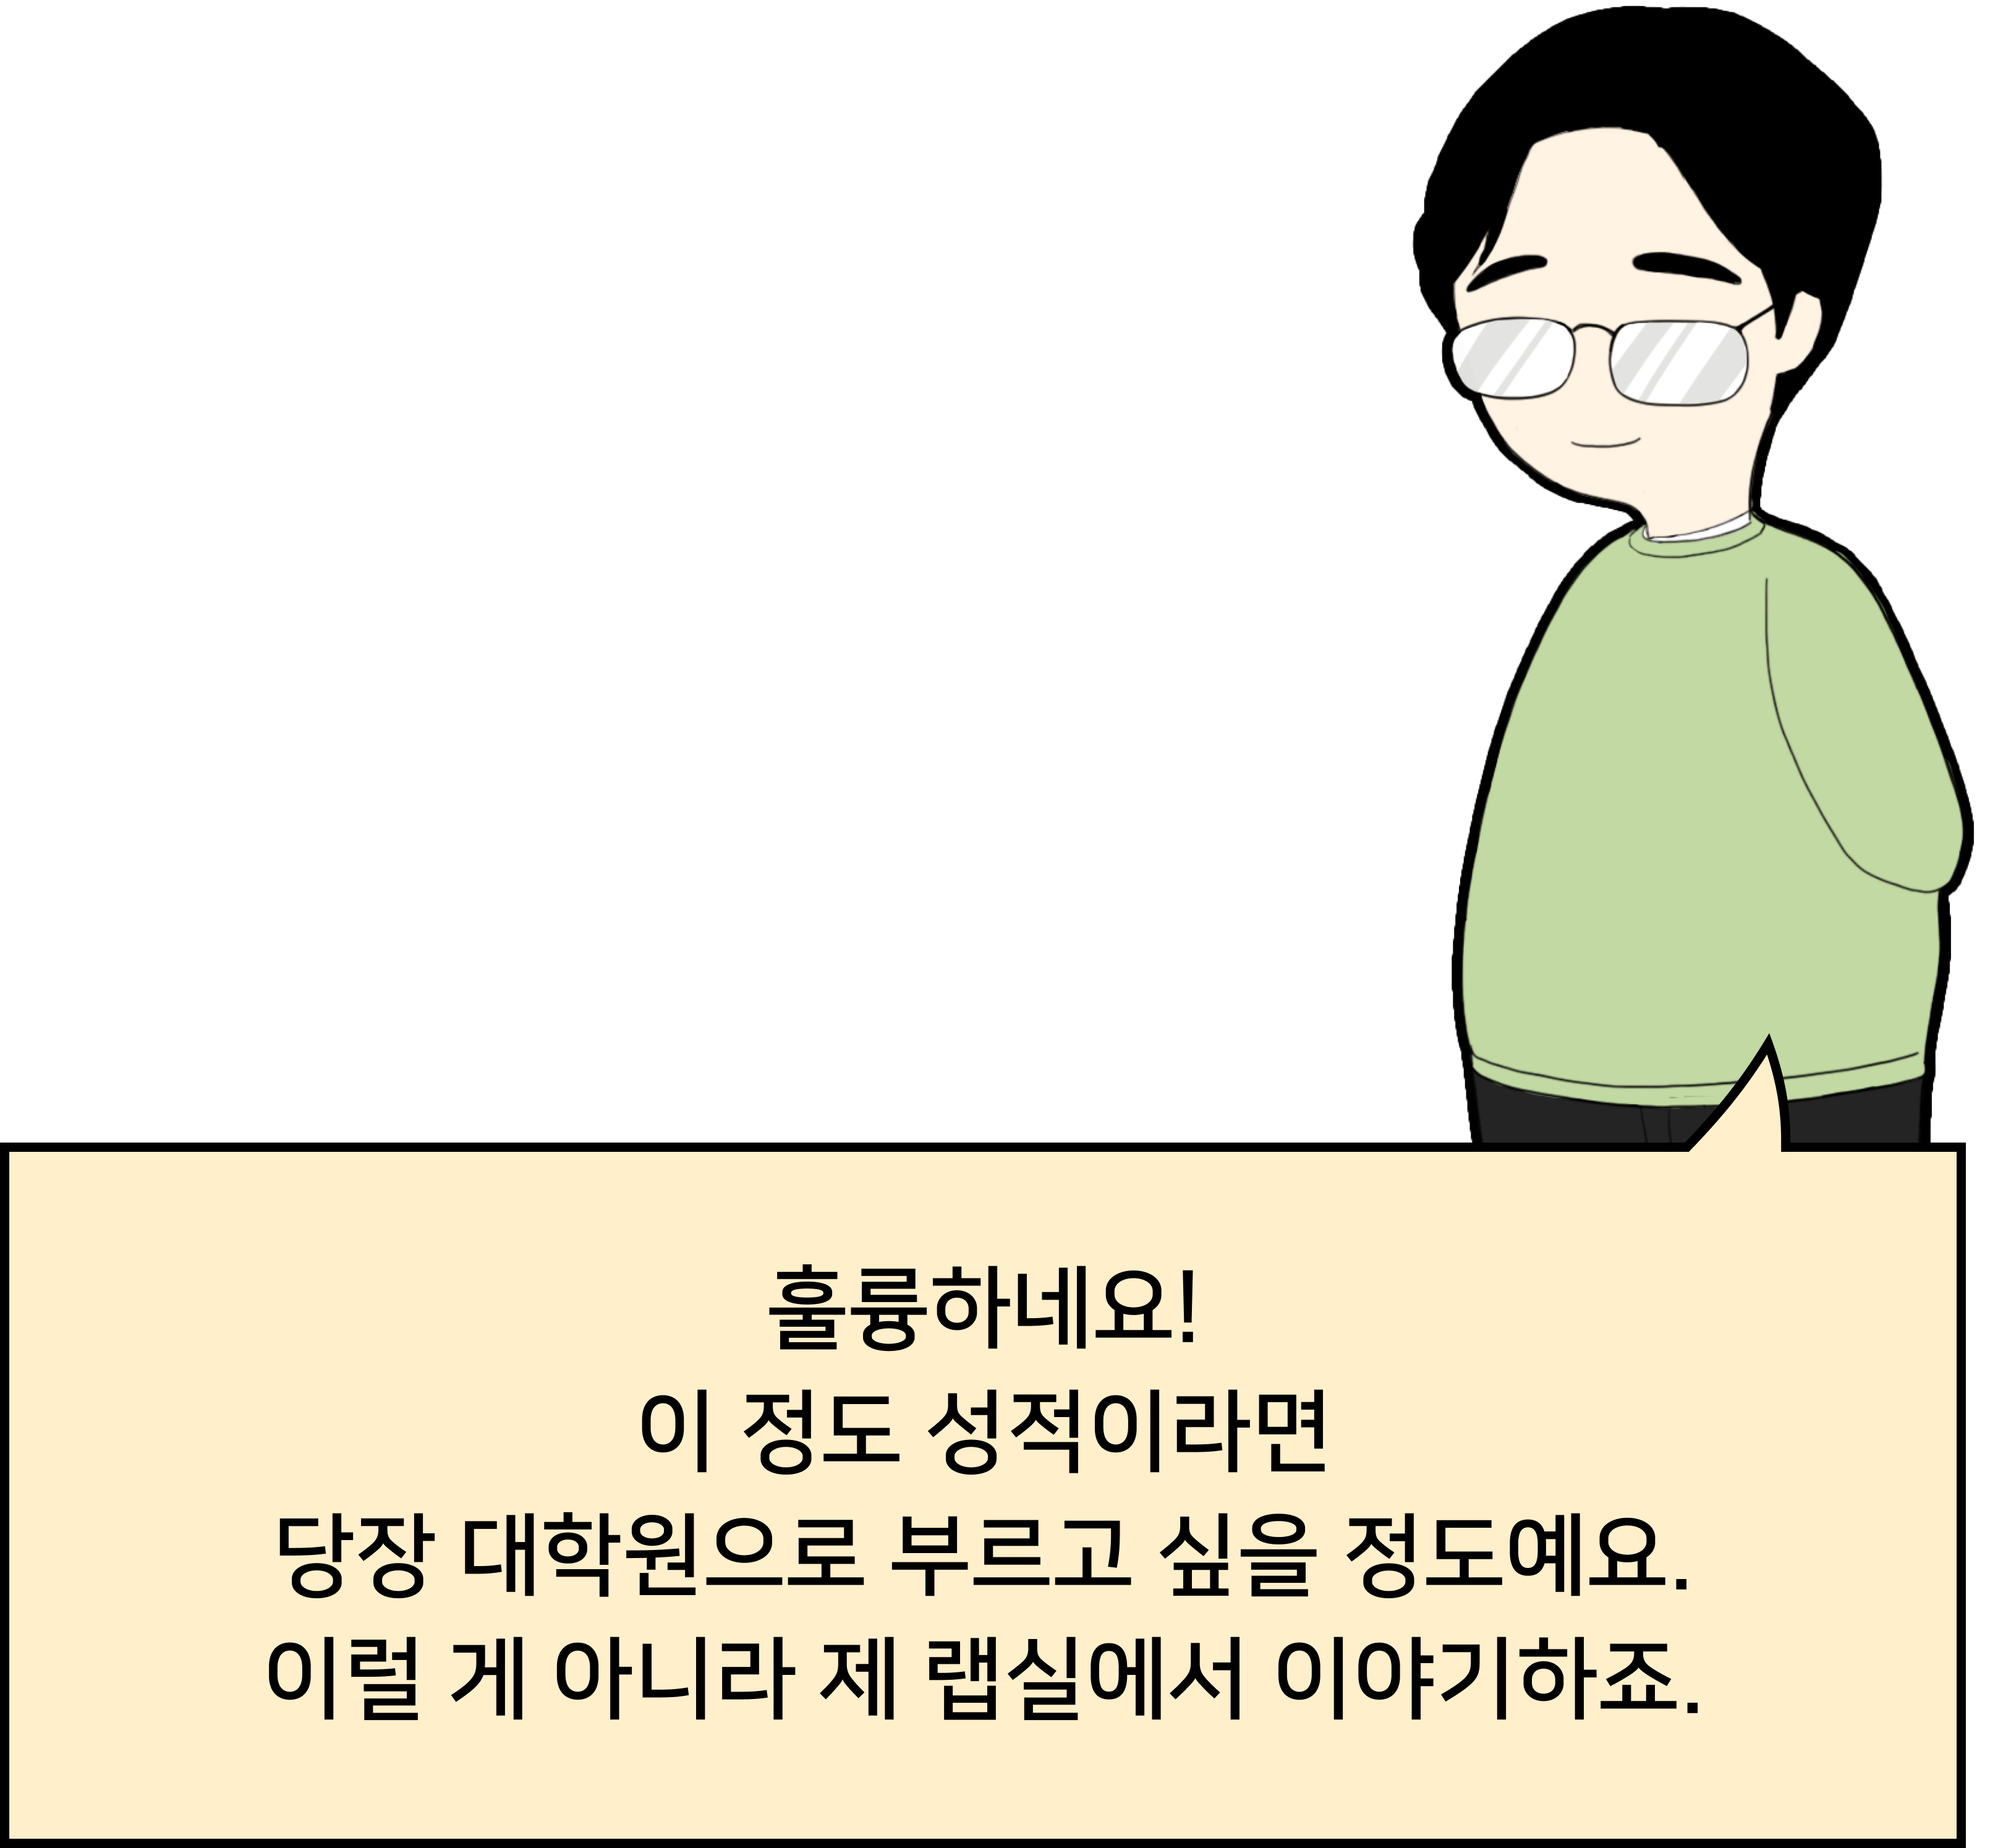 훌륭하네요!
이 정도 성적이라면
당장 대학원으로 부르고 싶을 정도예요.
이럴 게 아니라 제 랩실에서 이야기하죠.